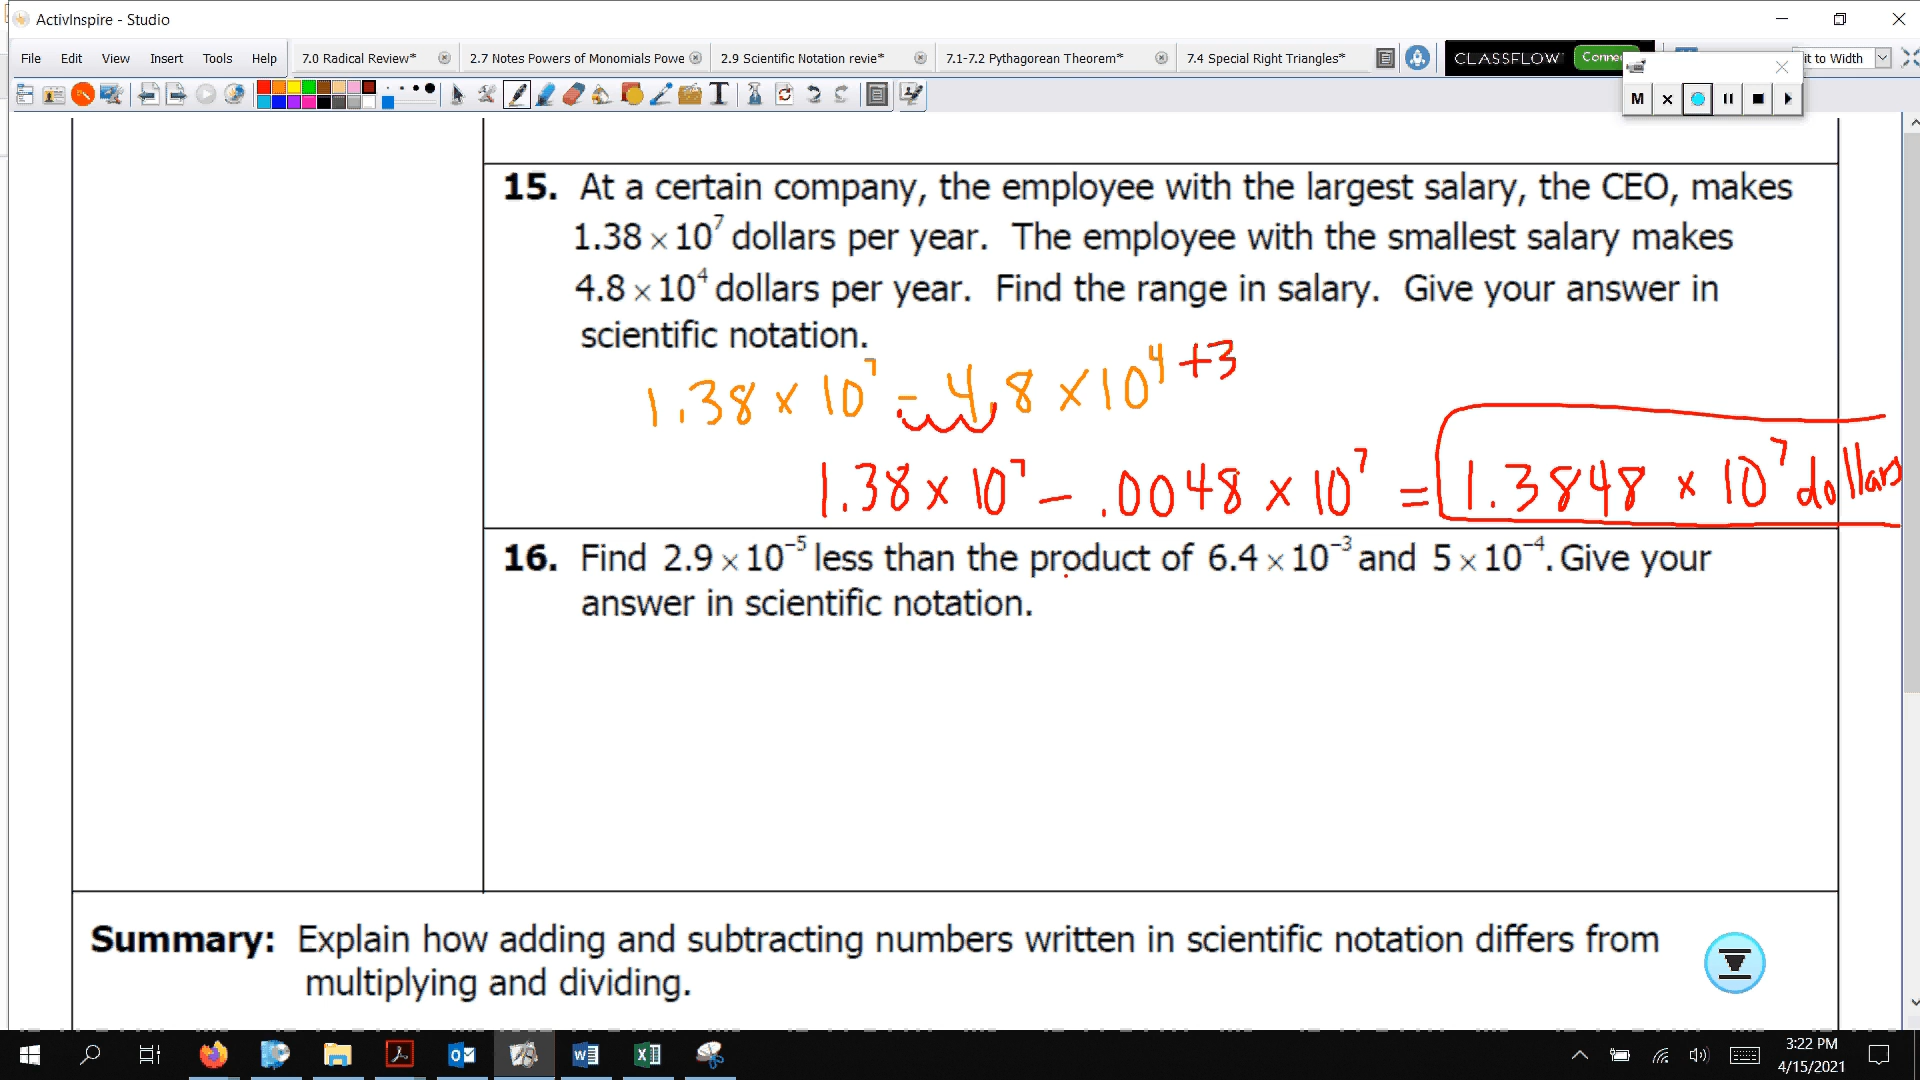 ActivInspire - Studio
File Edit View Insert Tools Help 7.0 Radical Review* 2.7 Notes Powers of Monomials Powe 2.9 Scientific Notation revie* 7.1-7.2 Pythagorean Theorem* 7.4 Special Right Triangles* CLASSFLOW Conne it to Width
M
15. At a certain company, the employee with the largest salary, the CEO, makes
1.38 × 10⁷ dollars per year. The employee with the smallest salary makes
4.8 × 10⁴ dollars per year. Find the range in salary. Give your answer in
scientific notation.
1.38 × 10⁷ - 4.8 × 10⁴ +3
1.38 × 10⁷ - .0048 × 10⁷ = 1.3848 × 10⁷ dollars
16. Find 2.9 × 10⁻⁵ less than the product of 6.4 × 10⁻³ and 5 × 10⁻⁴. Give your
answer in scientific notation.
Summary: Explain how adding and subtracting numbers written in scientific notation differs from
multiplying and dividing.
3:22 PM
4/15/2021